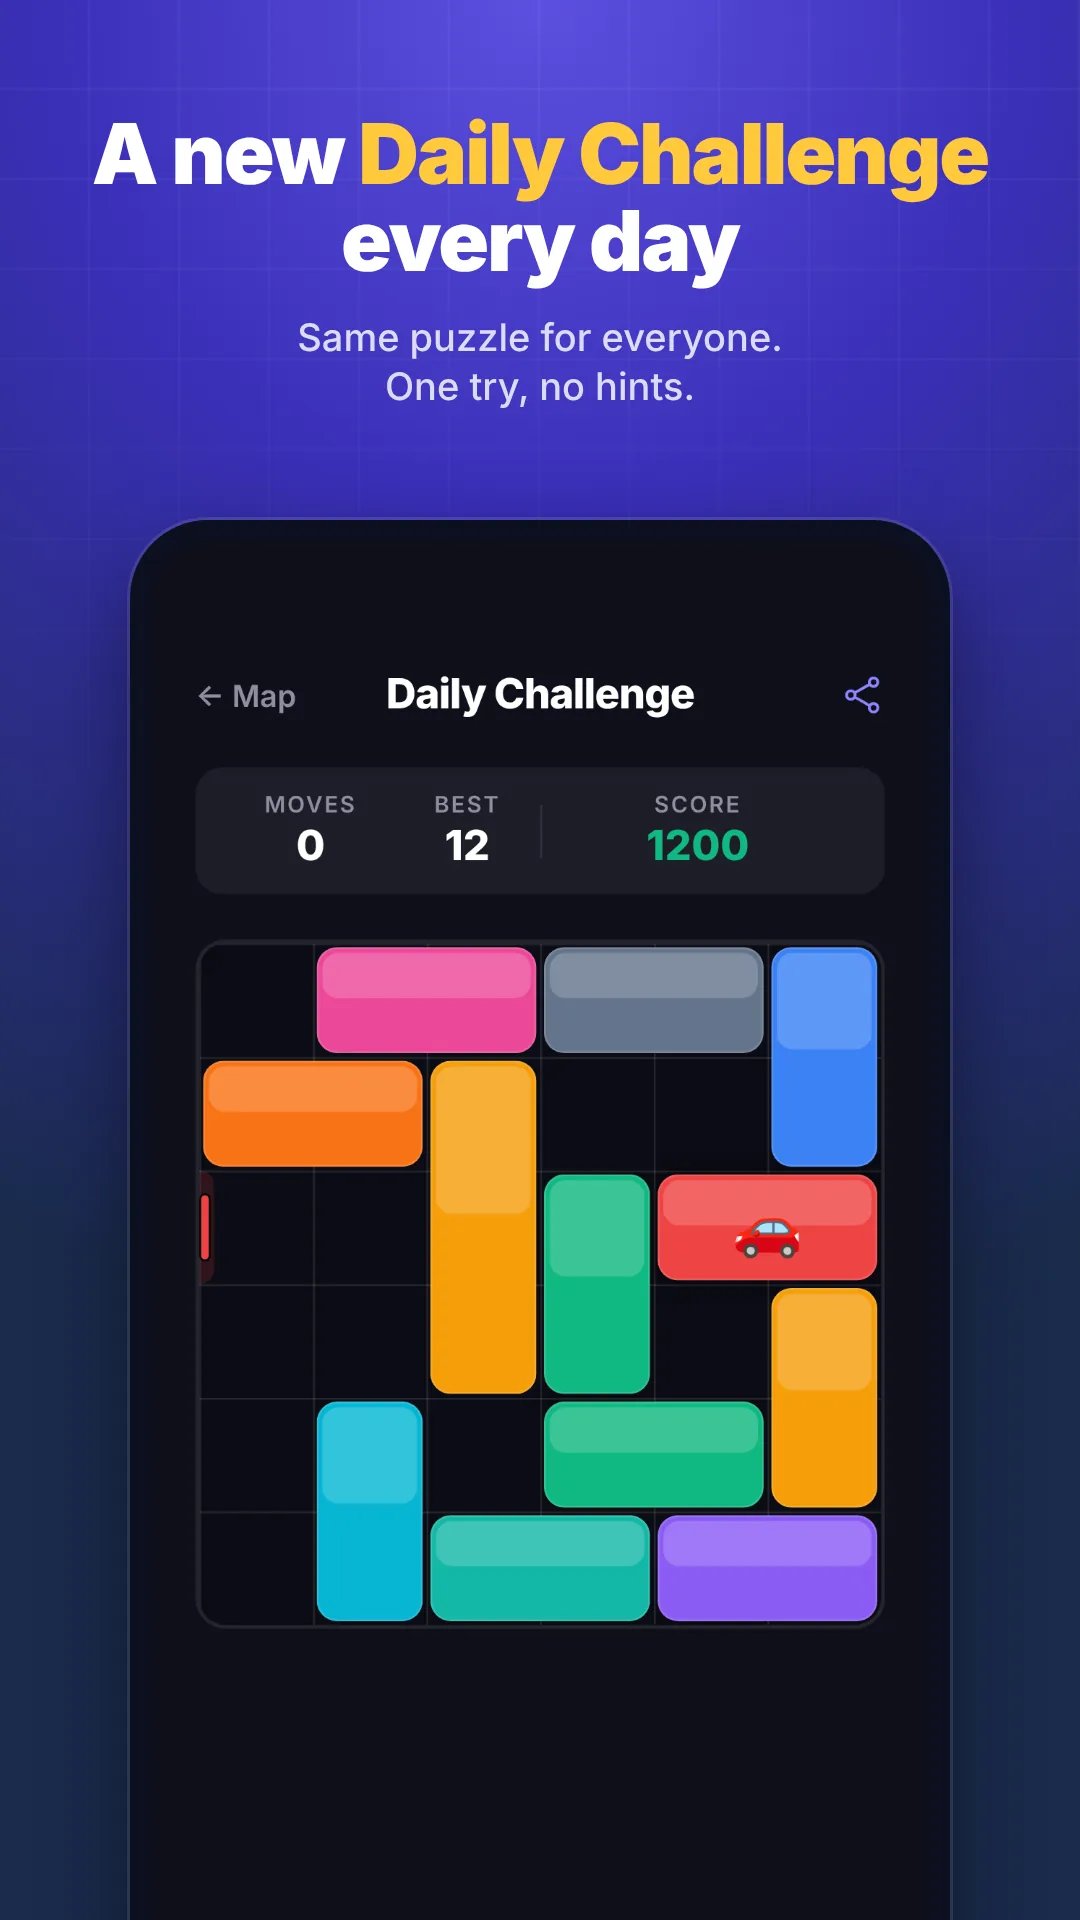 A new Daily Challenge
every day
Same puzzle for everyone.
One try, no hints.
← Map
Daily Challenge
MOVES
0
BEST
12
SCORE
1200